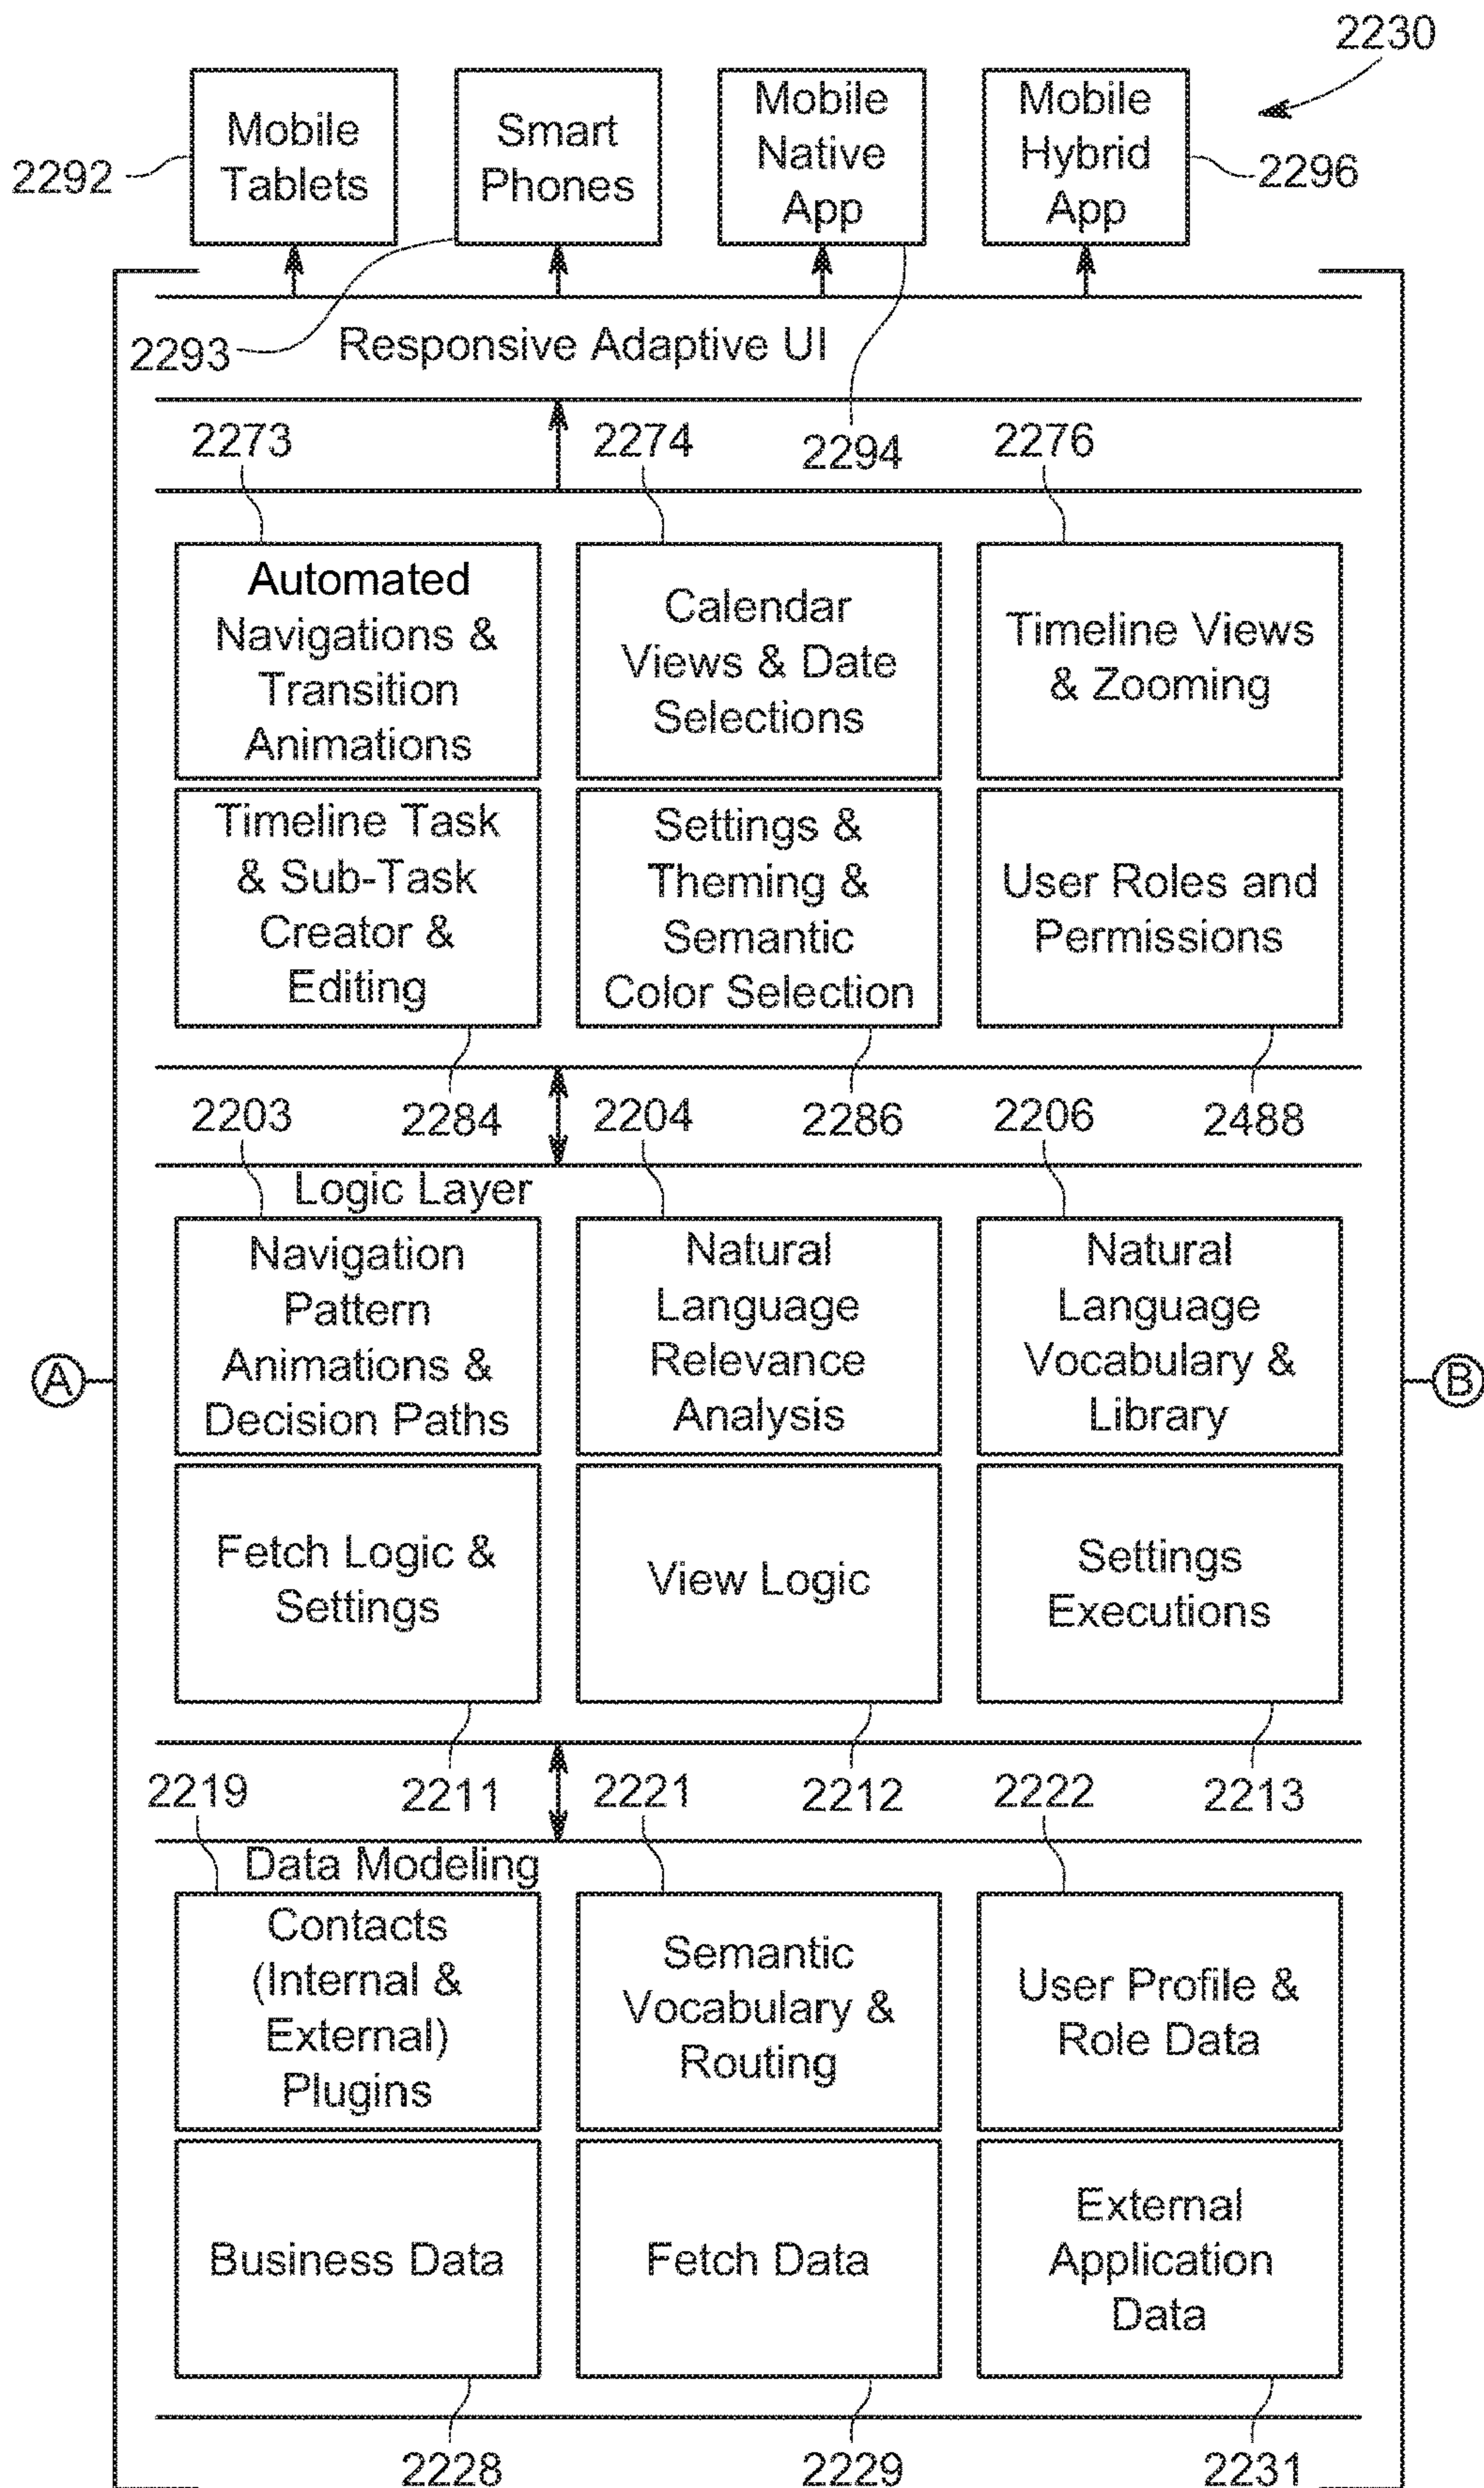 2230
Mobile
Tablets
Smart
Phones
Mobile
Native
App
Mobile
Hybrid
App
2292
2296
2293
Responsive Adaptive UI
2273
2274
2294
2276
Automated
Navigations &
Transition
Animations
Calendar
Views & Date
Selections
Timeline Views
& Zooming
Timeline Task
& Sub-Task
Creator &
Editing
Settings &
Theming &
Semantic
Color Selection
User Roles and
Permissions
2203
2284
2204
2286
2206
2488
Logic Layer
Navigation
Pattern
Animations &
Decision Paths
Natural
Language
Relevance
Analysis
Natural
Language
Vocabulary &
Library
A
B
Fetch Logic &
Settings
View Logic
Settings
Executions
2219
2211
2221
2212
2222
2213
Data Modeling
Contacts
(Internal &
External)
Plugins
Semantic
Vocabulary &
Routing
User Profile &
Role Data
Business Data
Fetch Data
External
Application
Data
2228
2229
2231